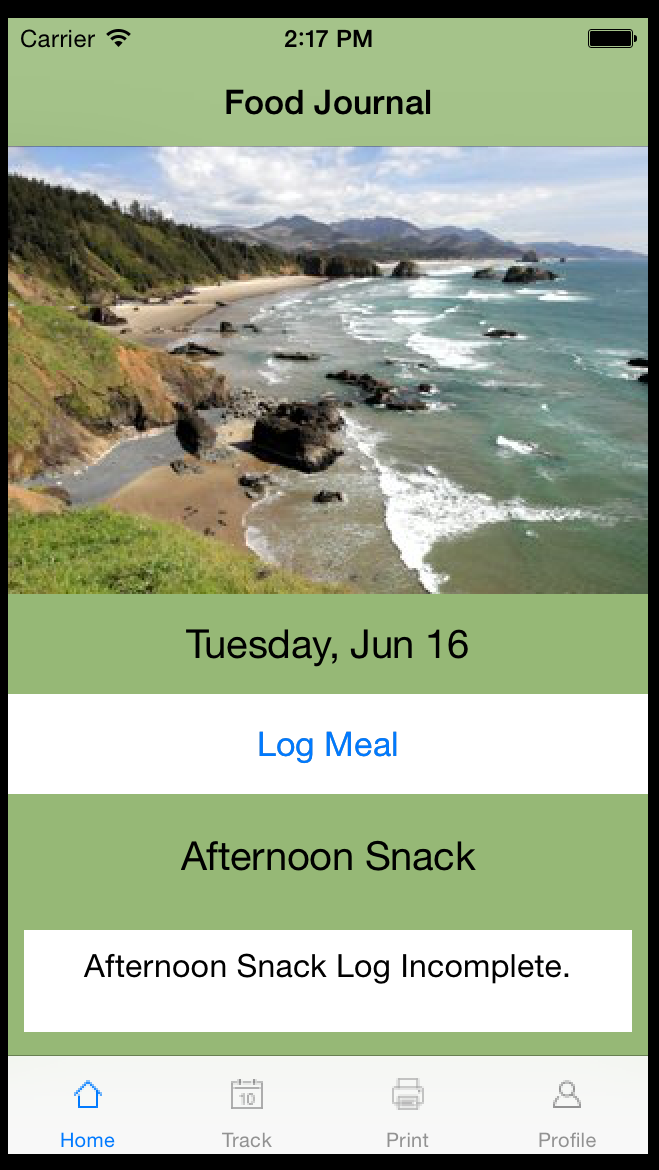 Carrier 2:17 PM
Food Journal
Tuesday, Jun 16
Log Meal
Afternoon Snack
Afternoon Snack Log Incomplete.
10
Home Track Print Profile